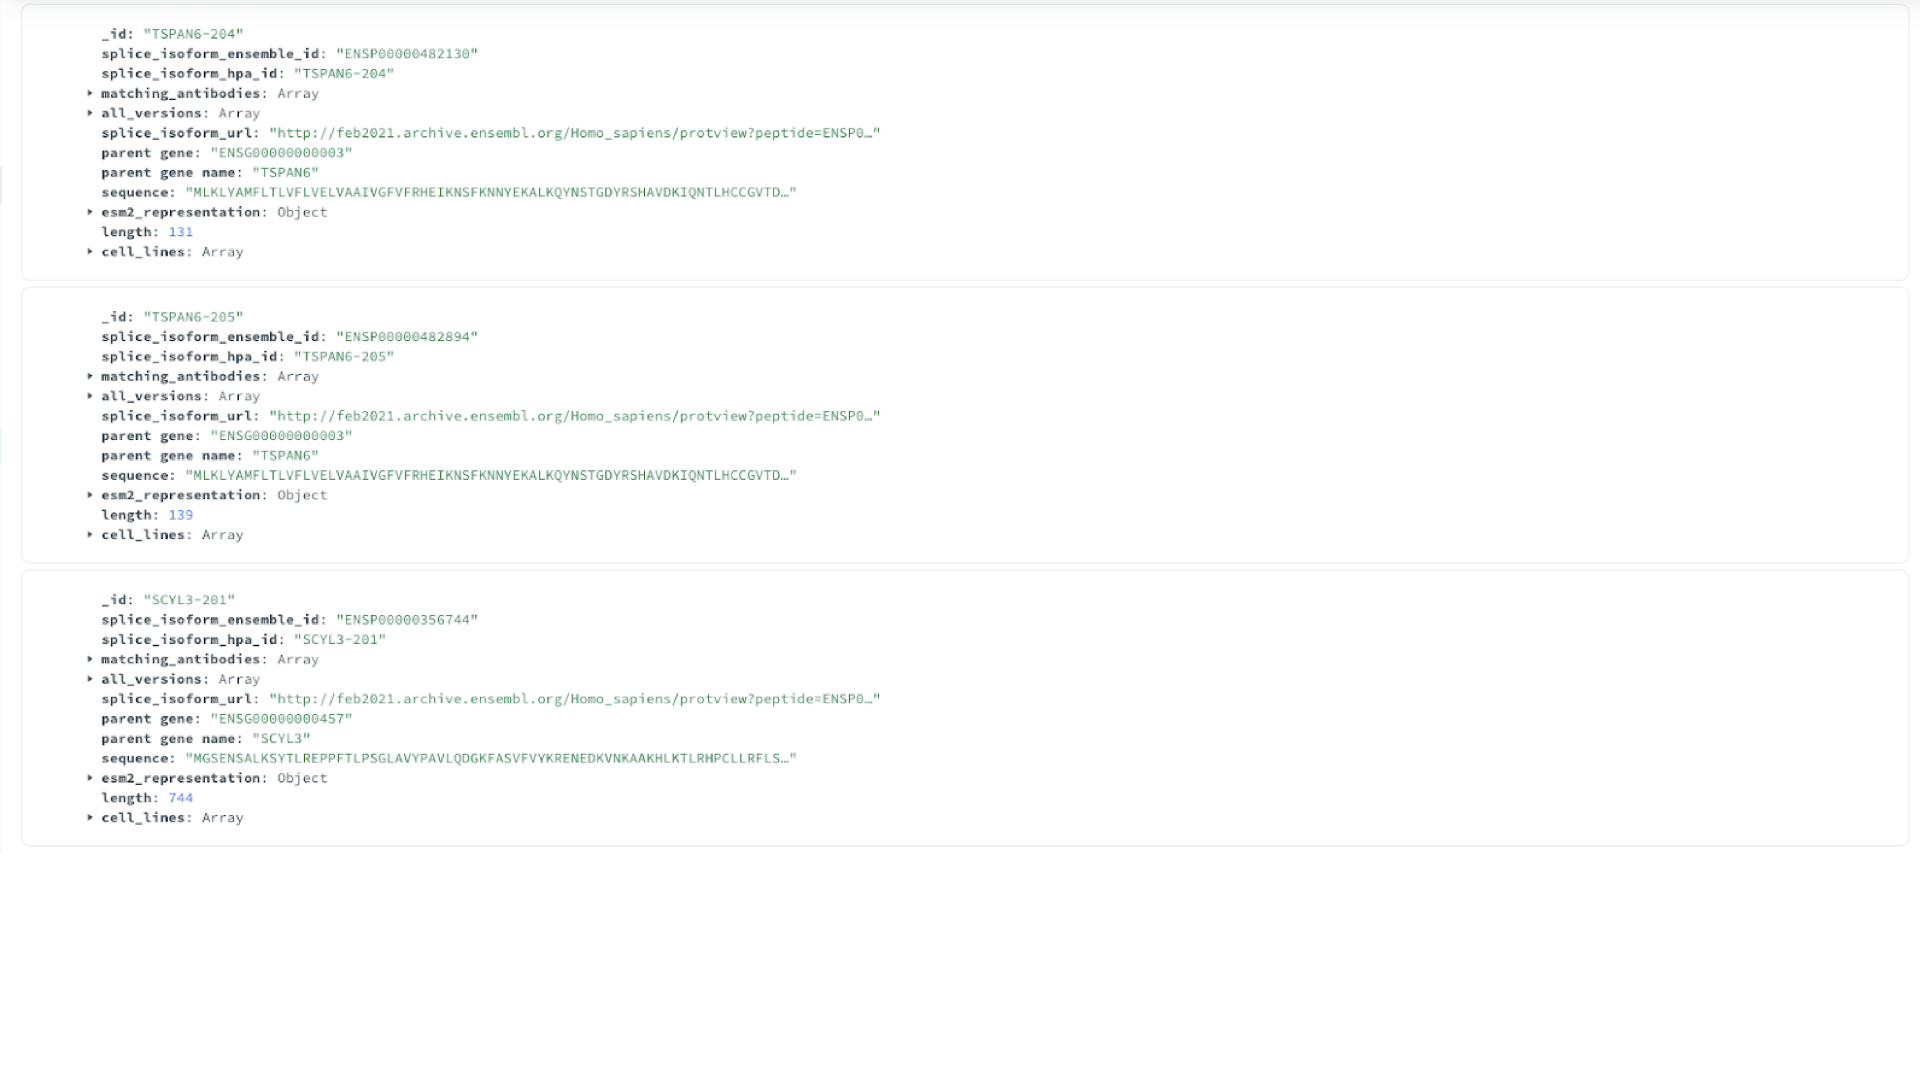 _id: "TSPAN6-204"
splice_isoform_ensemble_id: "ENSP00000482130"
splice_isoform_hpa_id: "TSPAN6-204"
matching_antibodies: Array
all_versions: Array
splice_isoform_url: "http://feb2021.archive.ensembl.org/Homo_sapiens/protview?peptide=ENSP0…"
parent gene: "ENSG00000000003"
parent gene name: "TSPAN6"
sequence: "MLKLYAMFLTLVFLVELVAAIVGFVFRHEIKNSFKNNYEKALKQYNSTGDYRSHAVDKIQNTLHCCGVTD…"
esm2_representation: Object
length: 131
cell_lines: Array
_id: "TSPAN6-205"
splice_isoform_ensemble_id: "ENSP00000482894"
splice_isoform_hpa_id: "TSPAN6-205"
matching_antibodies: Array
all_versions: Array
splice_isoform_url: "http://feb2021.archive.ensembl.org/Homo_sapiens/protview?peptide=ENSP0…"
parent gene: "ENSG00000000003"
parent gene name: "TSPAN6"
sequence: "MLKLYAMFLTLVFLVELVAAIVGFVFRHEIKNSFKNNYEKALKQYNSTGDYRSHAVDKIQNTLHCCGVTD…"
esm2_representation: Object
length: 139
cell_lines: Array
_id: "SCYL3-201"
splice_isoform_ensemble_id: "ENSP00000356744"
splice_isoform_hpa_id: "SCYL3-201"
matching_antibodies: Array
all_versions: Array
splice_isoform_url: "http://feb2021.archive.ensembl.org/Homo_sapiens/protview?peptide=ENSP0…"
parent gene: "ENSG00000000457"
parent gene name: "SCYL3"
sequence: "MGSENSALKSYTLREPPFTLPSGLAVYPAVLQDGKFASVFVYKRENEDKVNKAAKHLKTLRHPCLLRFLS…"
esm2_representation: Object
length: 744
cell_lines: Array